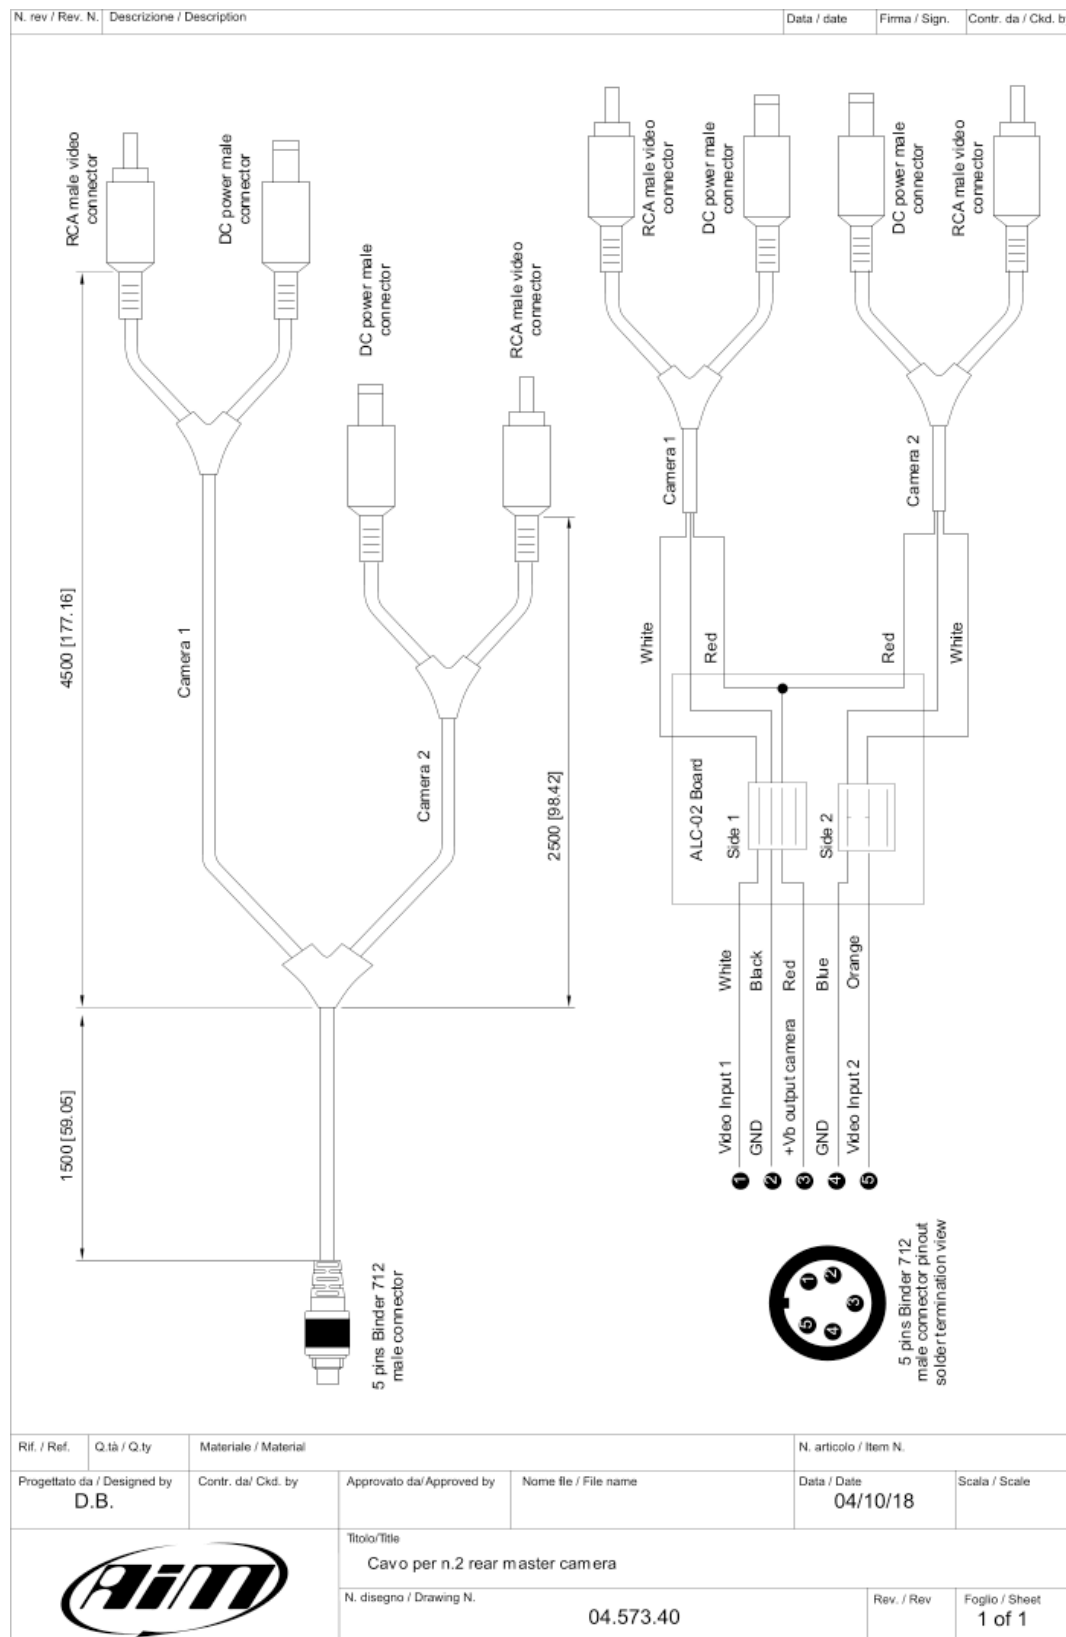 N. rev / Rev. N.
Descrizione / Description
Data / date
Firma / Sign.
Contr. da / Ckd.
RCA male video
connector
DC power male
connector
DC power male
connector
RCA male video
connector
RCA male video
connector
DC power male
connector
DC power male
connector
RCA male video
connector
Camera 1
Camera 2
4500 [177.16]
Camera 1
Camera 2
2500 [98.42]
1500 [59.05]
White
Red
Red
White
ALC-02 Board
Side 1
Side 2
White
Black
Red
Blue
Orange
Video Input 1
GND
+Vb output camera
GND
Video Input 2
1
2
3
4
5
5 pins Binder 712
male connector
1
2
3
4
5
5 pins Binder 712
male connector pinout
solder termination view
Rif. / Ref.
Q.tà / Q.ty
Materiale / Material
N. articolo / Item N.
Progettato da / Designed by
D.B.
Contr. da/ Ckd. by
Approvato da/Approved by
Nome file / File name
Data / Date
04/10/18
Scala / Scale
AiM
Titolo/Title
Cavo per n.2 rear master camera
N. disegno / Drawing N.
04.573.40
Rev. / Rev
Foglio / Sheet
1 of 1